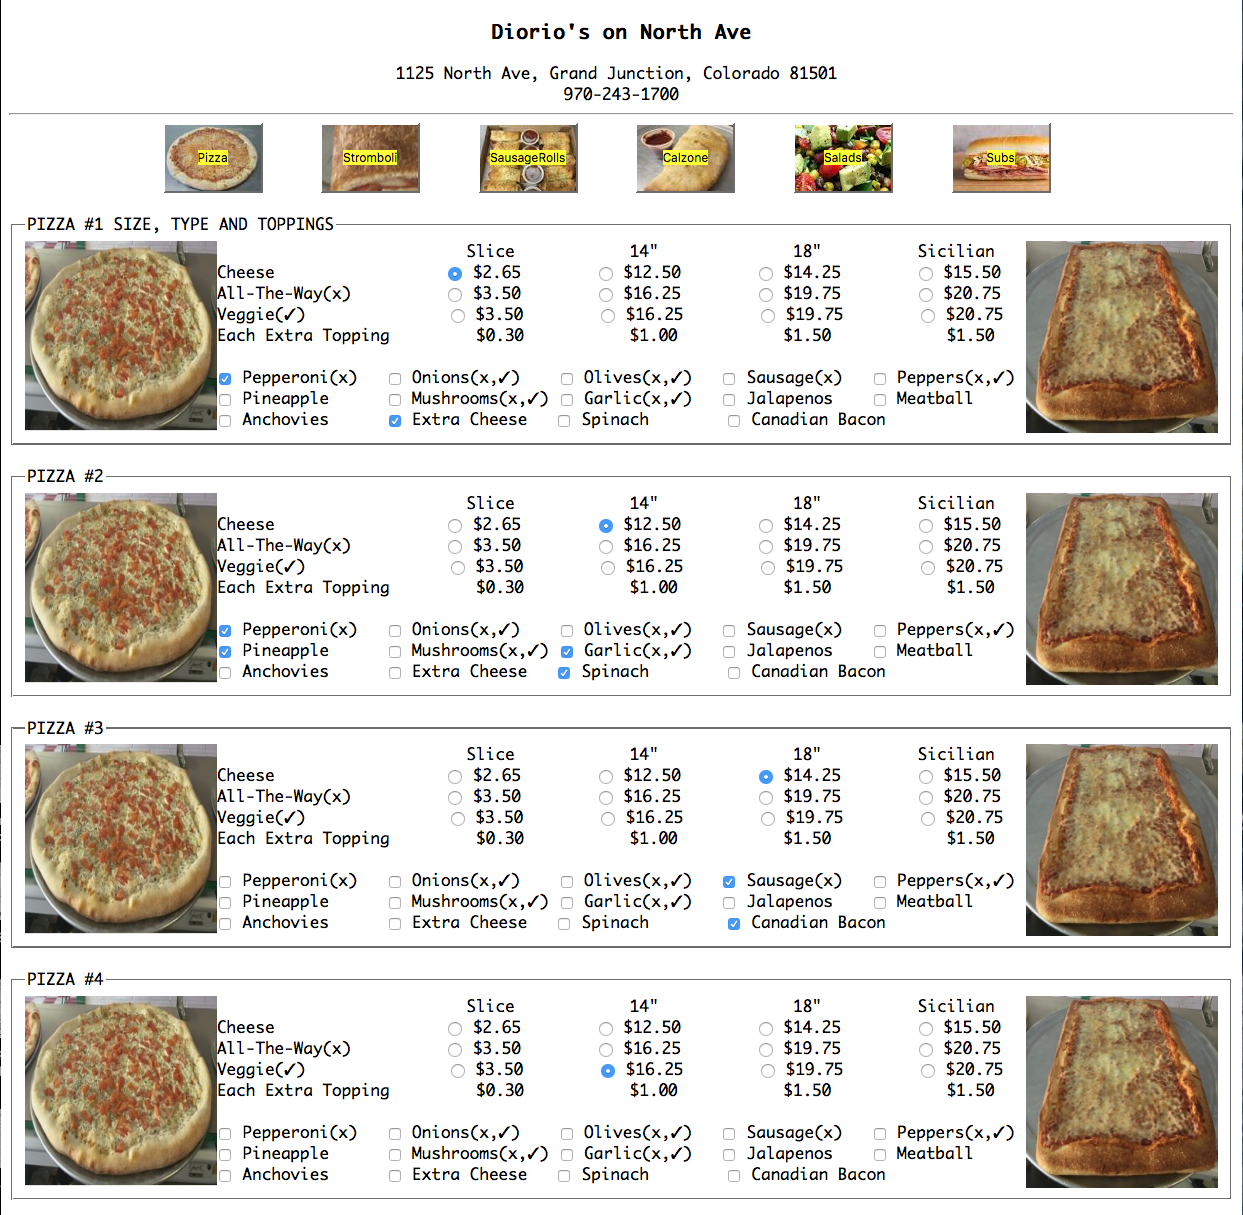 Diorio's on North Ave
1125 North Ave, Grand Junction, Colorado 81501
970-243-1700
Pizza Stromboli SausageRolls Calzone Salads Subs
PIZZA #1 SIZE, TYPE AND TOPPINGS
Slice 14" 18" Sicilian
Cheese $2.65 $12.50 $14.25 $15.50
All-The-Way(x) $3.50 $16.25 $19.75 $20.75
Veggie(✓) $3.50 $16.25 $19.75 $20.75
Each Extra Topping $0.30 $1.00 $1.50 $1.50
Pepperoni(x) Onions(x,✓) Olives(x,✓) Sausage(x) Peppers(x,✓)
Pineapple Mushrooms(x,✓) Garlic(x,✓) Jalapenos Meatball
Anchovies Extra Cheese Spinach Canadian Bacon
PIZZA #2
Slice 14" 18" Sicilian
Cheese $2.65 $12.50 $14.25 $15.50
All-The-Way(x) $3.50 $16.25 $19.75 $20.75
Veggie(✓) $3.50 $16.25 $19.75 $20.75
Each Extra Topping $0.30 $1.00 $1.50 $1.50
Pepperoni(x) Onions(x,✓) Olives(x,✓) Sausage(x) Peppers(x,✓)
Pineapple Mushrooms(x,✓) Garlic(x,✓) Jalapenos Meatball
Anchovies Extra Cheese Spinach Canadian Bacon
PIZZA #3
Slice 14" 18" Sicilian
Cheese $2.65 $12.50 $14.25 $15.50
All-The-Way(x) $3.50 $16.25 $19.75 $20.75
Veggie(✓) $3.50 $16.25 $19.75 $20.75
Each Extra Topping $0.30 $1.00 $1.50 $1.50
Pepperoni(x) Onions(x,✓) Olives(x,✓) Sausage(x) Peppers(x,✓)
Pineapple Mushrooms(x,✓) Garlic(x,✓) Jalapenos Meatball
Anchovies Extra Cheese Spinach Canadian Bacon
PIZZA #4
Slice 14" 18" Sicilian
Cheese $2.65 $12.50 $14.25 $15.50
All-The-Way(x) $3.50 $16.25 $19.75 $20.75
Veggie(✓) $3.50 $16.25 $19.75 $20.75
Each Extra Topping $0.30 $1.00 $1.50 $1.50
Pepperoni(x) Onions(x,✓) Olives(x,✓) Sausage(x) Peppers(x,✓)
Pineapple Mushrooms(x,✓) Garlic(x,✓) Jalapenos Meatball
Anchovies Extra Cheese Spinach Canadian Bacon